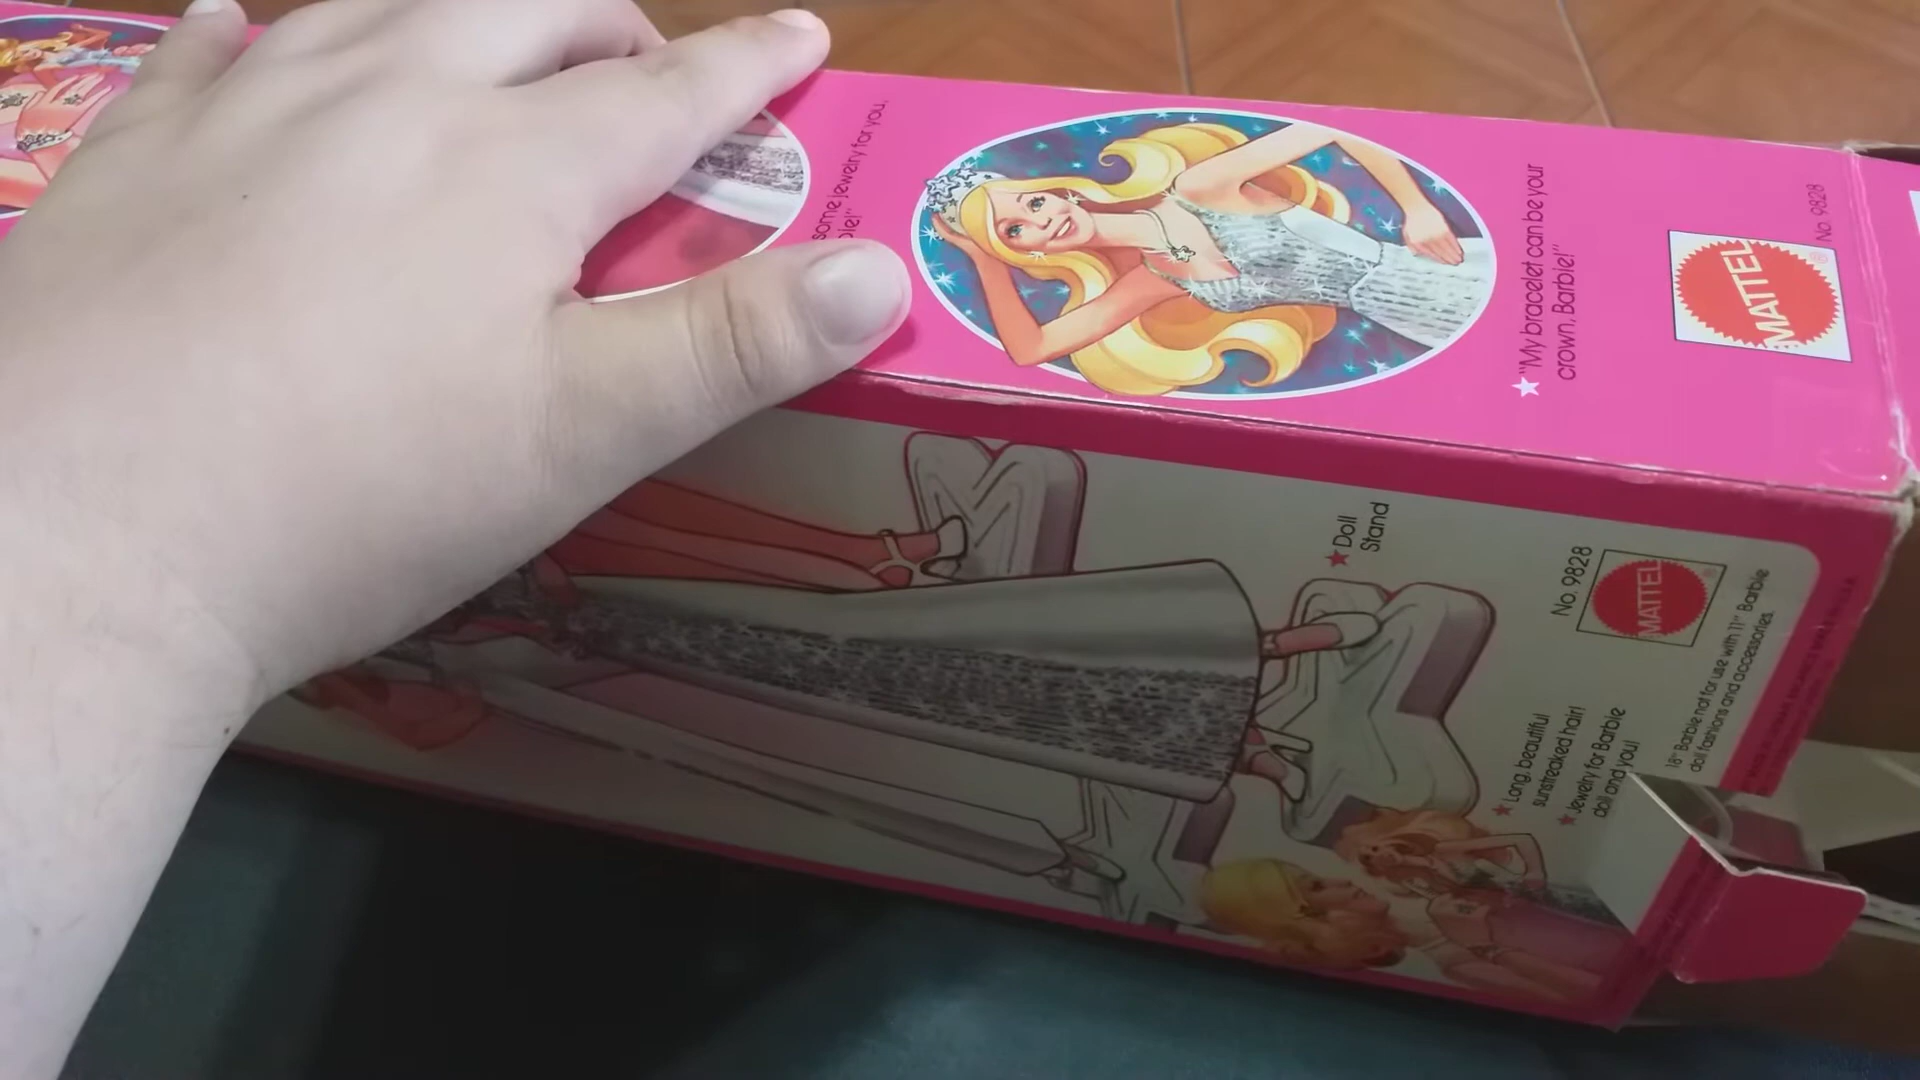 some jewelry for you,
"My bracelet can be your
crown, Barbie!"
MATTEL
®
No. 9828
Doll
Stand
No. 9828
MATTEL
Long, beautiful
sunstreaked hair!
Jewelry for Barbie
doll and you!
18" Barbie not for use with 11" Barbie
doll fashions and accessories.